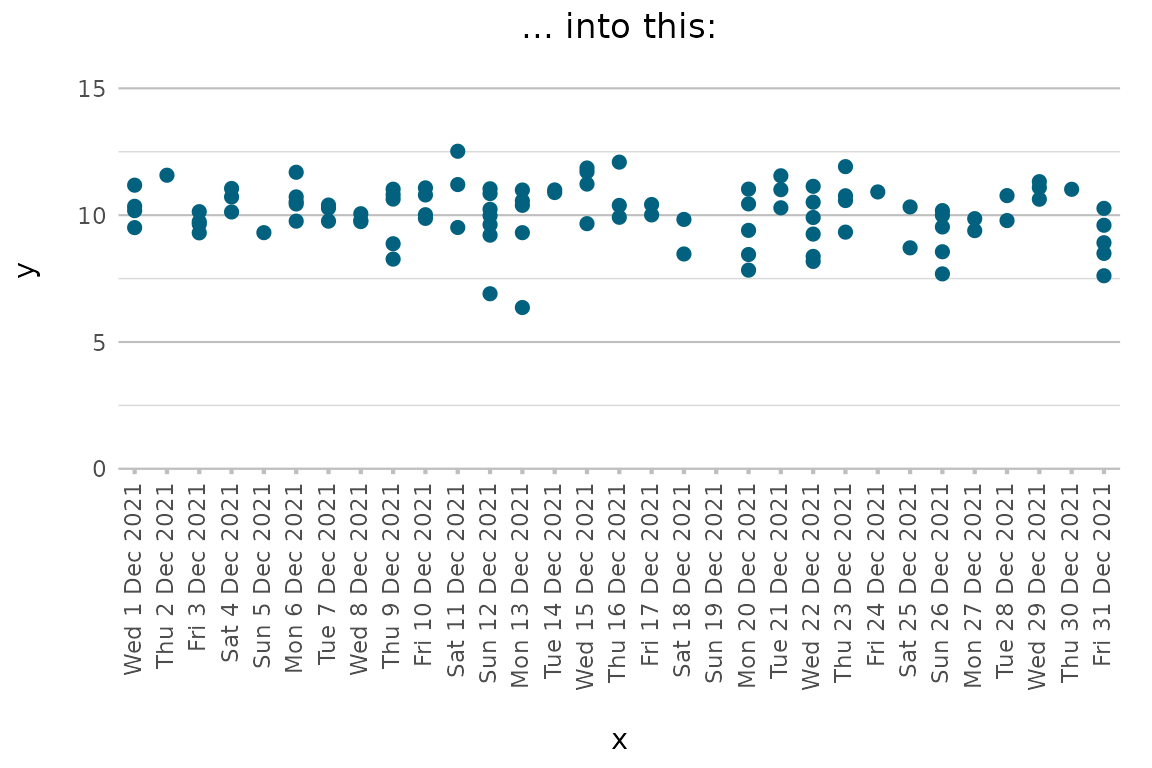 ... into this:
15
10
5
0
y
Wed 1 Dec 2021
Thu 2 Dec 2021
Fri 3 Dec 2021
Sat 4 Dec 2021
Sun 5 Dec 2021
Mon 6 Dec 2021
Tue 7 Dec 2021
Wed 8 Dec 2021
Thu 9 Dec 2021
Fri 10 Dec 2021
Sat 11 Dec 2021
Sun 12 Dec 2021
Mon 13 Dec 2021
Tue 14 Dec 2021
Wed 15 Dec 2021
Thu 16 Dec 2021
Fri 17 Dec 2021
Sat 18 Dec 2021
Sun 19 Dec 2021
Mon 20 Dec 2021
Tue 21 Dec 2021
Wed 22 Dec 2021
Thu 23 Dec 2021
Fri 24 Dec 2021
Sat 25 Dec 2021
Sun 26 Dec 2021
Mon 27 Dec 2021
Tue 28 Dec 2021
Wed 29 Dec 2021
Thu 30 Dec 2021
Fri 31 Dec 2021
x